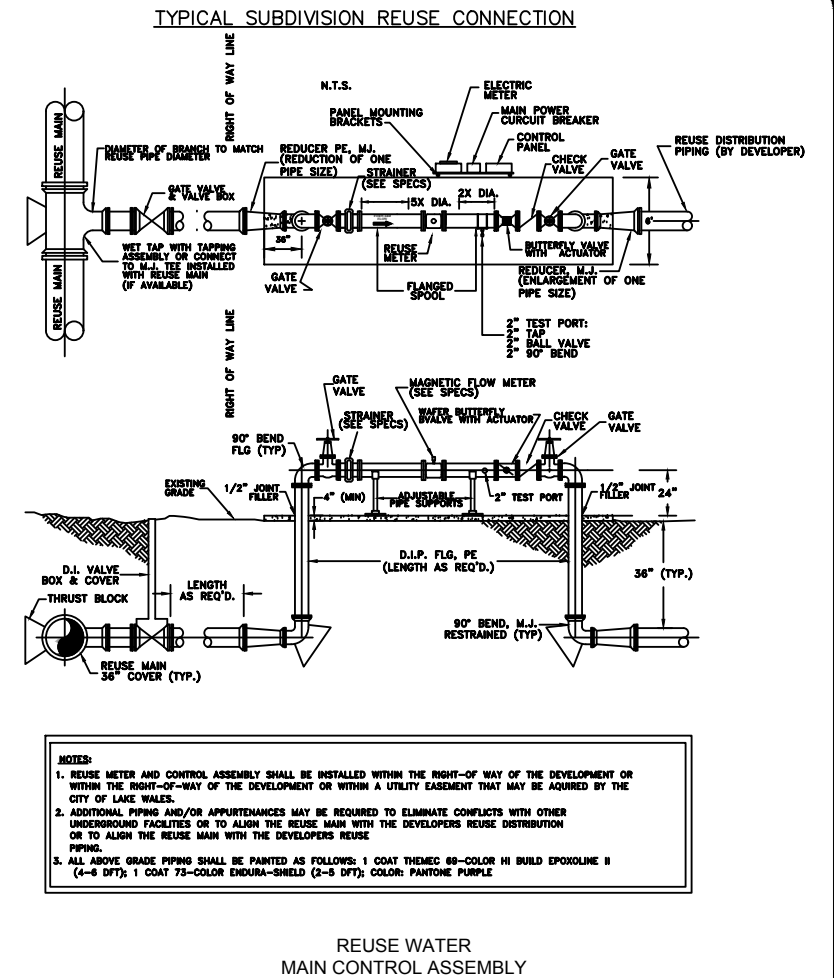 TYPICAL SUBDIVISION REUSE CONNECTION
RIGHT OF WAY LINE
N.T.S.
ELECTRIC
METER
MAIN POWER
CURCUIT BREAKER
PANEL MOUNTING
BRACKETS
CONTROL
PANEL
REUSE MAIN
DIAMETER OF BRANCH TO MATCH
REUSE PIPE DIAMETER
REDUCER PE, MJ.
(REDUCTION OF ONE
PIPE SIZE)
STRAINER
(SEE SPECS)
CHECK
VALVE
GATE
VALVE
REUSE DISTRIBUTION
PIPING (BY DEVELOPER)
GATE VALVE
& VALVE BOX
5X DIA.
2X DIA.
6'
36"
WET TAP WITH TAPPING
ASSEMBLY OR CONNECT
TO M.J. TEE INSTALLED
WITH REUSE MAIN
(IF AVAILABLE)
REUSE MAIN
REUSE
METER
BUTTERFLY VALVE
WITH ACTUATOR
GATE
VALVE
FLANGED
SPOOL
REDUCER, M.J.
(ENLARGEMENT OF ONE
PIPE SIZE)
2" TEST PORT:
2" TAP
2" BALL VALVE
2" 90° BEND
RIGHT OF WAY LINE
GATE
VALVE
MAGNETIC FLOW METER
(SEE SPECS)
STRAINER
(SEE SPECS)
WAFER BUTTERFLY
BVALVE WITH ACTUATOR
CHECK
VALVE
GATE
VALVE
90° BEND
FLG (TYP)
EXISTING
GRADE
1/2" JOINT
FILLER
4" (MIN)
ADJUSTABLE
PIPE SUPPORTS
2" TEST PORT
1/2" JOINT
FILLER
24"
D.I. VALVE
BOX & COVER
LENGTH
AS REQ'D.
D.I.P. FLG, PE
(LENGTH AS REQ'D.)
36" (TYP.)
THRUST BLOCK
90° BEND, M.J.
RESTRAINED (TYP)
REUSE MAIN
36" COVER (TYP.)
NOTES:
1. REUSE METER AND CONTROL ASSEMBLY SHALL BE INSTALLED WITHIN THE RIGHT-OF WAY OF THE DEVELOPMENT OR
WITHIN THE RIGHT-OF-WAY OF THE DEVELOPMENT OR WITHIN A UTILITY EASEMENT THAT MAY BE AQUIRED BY THE
CITY OF LAKE WALES.
2. ADDITIONAL PIPING AND/OR APPURTENANCES MAY BE REQUIRED TO ELIMINATE CONFLICTS WITH OTHER
UNDERGROUND FACILITIES OR TO ALIGN THE REUSE MAIN WITH THE DEVELOPERS REUSE DISTRIBUTION
OR TO ALIGN THE REUSE MAIN WITH THE DEVELOPERS REUSE
PIPING.
3. ALL ABOVE GRADE PIPING SHALL BE PAINTED AS FOLLOWS: 1 COAT THEMEC 69-COLOR HI BUILD EPOXOLINE II
(4-6 DFT); 1 COAT 73-COLOR ENDURA-SHIELD (2-5 DFT); COLOR: PANTONE PURPLE
REUSE WATER
MAIN CONTROL ASSEMBLY